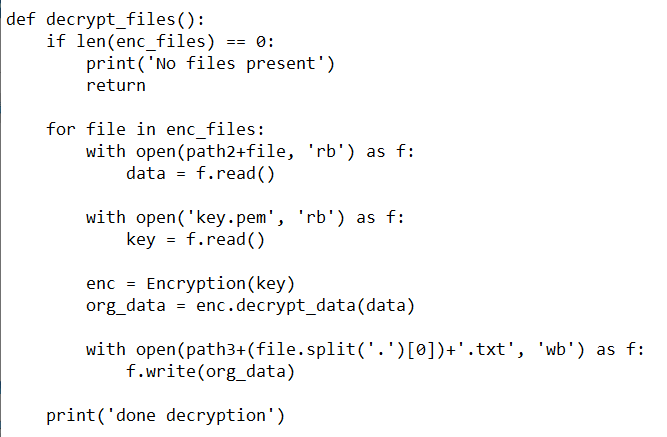 def decrypt_files():
    if len(enc_files) == 0:
        print('No files present')
        return

    for file in enc_files:
        with open(path2+file, 'rb') as f:
            data = f.read()

        with open('key.pem', 'rb') as f:
            key = f.read()

        enc = Encryption(key)
        org_data = enc.decrypt_data(data)

        with open(path3+(file.split('.')[0])+'.txt', 'wb') as f:
            f.write(org_data)

    print('done decryption')